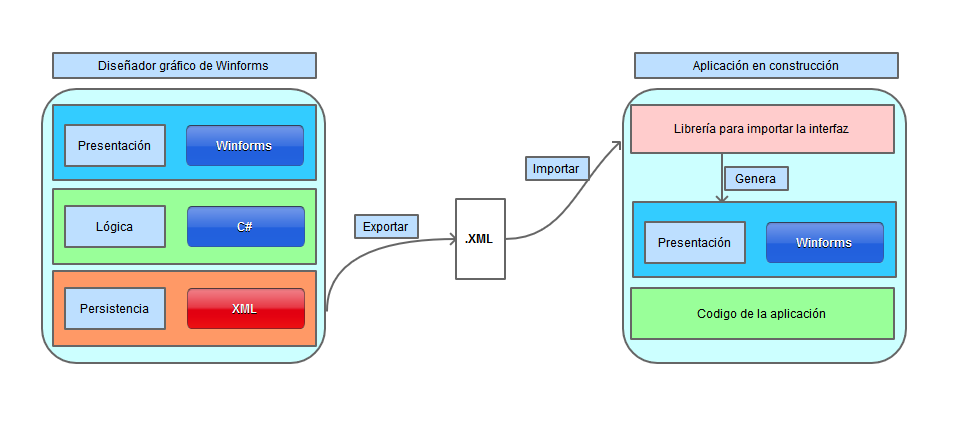 Diseñador gráfico de Winforms
Presentación
Winforms
Lógica
C#
Persistencia
XML
Exportar
.XML
Importar
Aplicación en construcción
Librería para importar la interfaz
Genera
Presentación
Winforms
Codigo de la aplicación